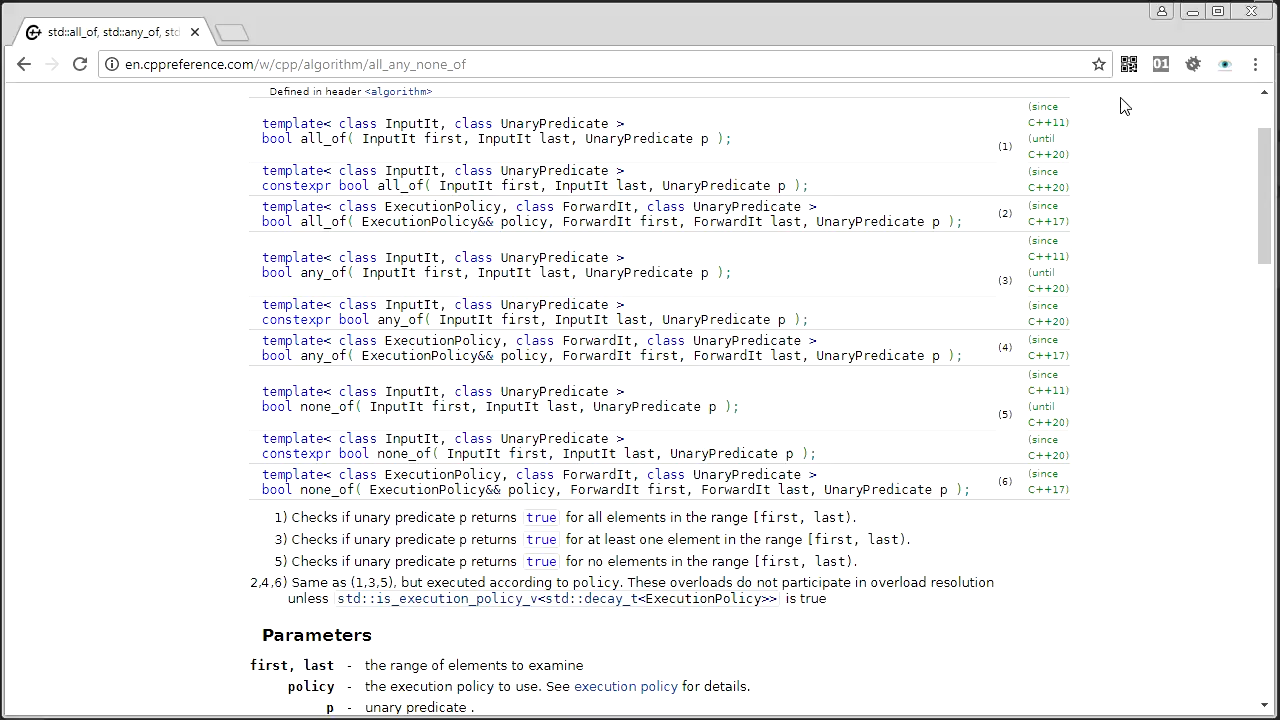 std::all_of, std::any_of, std
en.cppreference.com/w/cpp/algorithm/all_any_none_of
01
Defined in header <algorithm>
template< class InputIt, class UnaryPredicate >
bool all_of( InputIt first, InputIt last, UnaryPredicate p );
(1)
(since
C++11)
(until
C++20)
template< class InputIt, class UnaryPredicate >
constexpr bool all_of( InputIt first, InputIt last, UnaryPredicate p );
(since
C++20)
template< class ExecutionPolicy, class ForwardIt, class UnaryPredicate >
bool all_of( ExecutionPolicy&& policy, ForwardIt first, ForwardIt last, UnaryPredicate p );
(2)
(since
C++17)
template< class InputIt, class UnaryPredicate >
bool any_of( InputIt first, InputIt last, UnaryPredicate p );
(3)
(since
C++11)
(until
C++20)
template< class InputIt, class UnaryPredicate >
constexpr bool any_of( InputIt first, InputIt last, UnaryPredicate p );
(since
C++20)
template< class ExecutionPolicy, class ForwardIt, class UnaryPredicate >
bool any_of( ExecutionPolicy&& policy, ForwardIt first, ForwardIt last, UnaryPredicate p );
(4)
(since
C++17)
template< class InputIt, class UnaryPredicate >
bool none_of( InputIt first, InputIt last, UnaryPredicate p );
(5)
(since
C++11)
(until
C++20)
template< class InputIt, class UnaryPredicate >
constexpr bool none_of( InputIt first, InputIt last, UnaryPredicate p );
(since
C++20)
template< class ExecutionPolicy, class ForwardIt, class UnaryPredicate >
bool none_of( ExecutionPolicy&& policy, ForwardIt first, ForwardIt last, UnaryPredicate p );
(6)
(since
C++17)
1) Checks if unary predicate p returns true for all elements in the range [first, last).
3) Checks if unary predicate p returns true for at least one element in the range [first, last).
5) Checks if unary predicate p returns true for no elements in the range [first, last).
2,4,6) Same as (1,3,5), but executed according to policy. These overloads do not participate in overload resolution
unless std::is_execution_policy_v<std::decay_t<ExecutionPolicy>> is true
Parameters
first, last - the range of elements to examine
policy - the execution policy to use. See execution policy for details.
p - unary predicate .